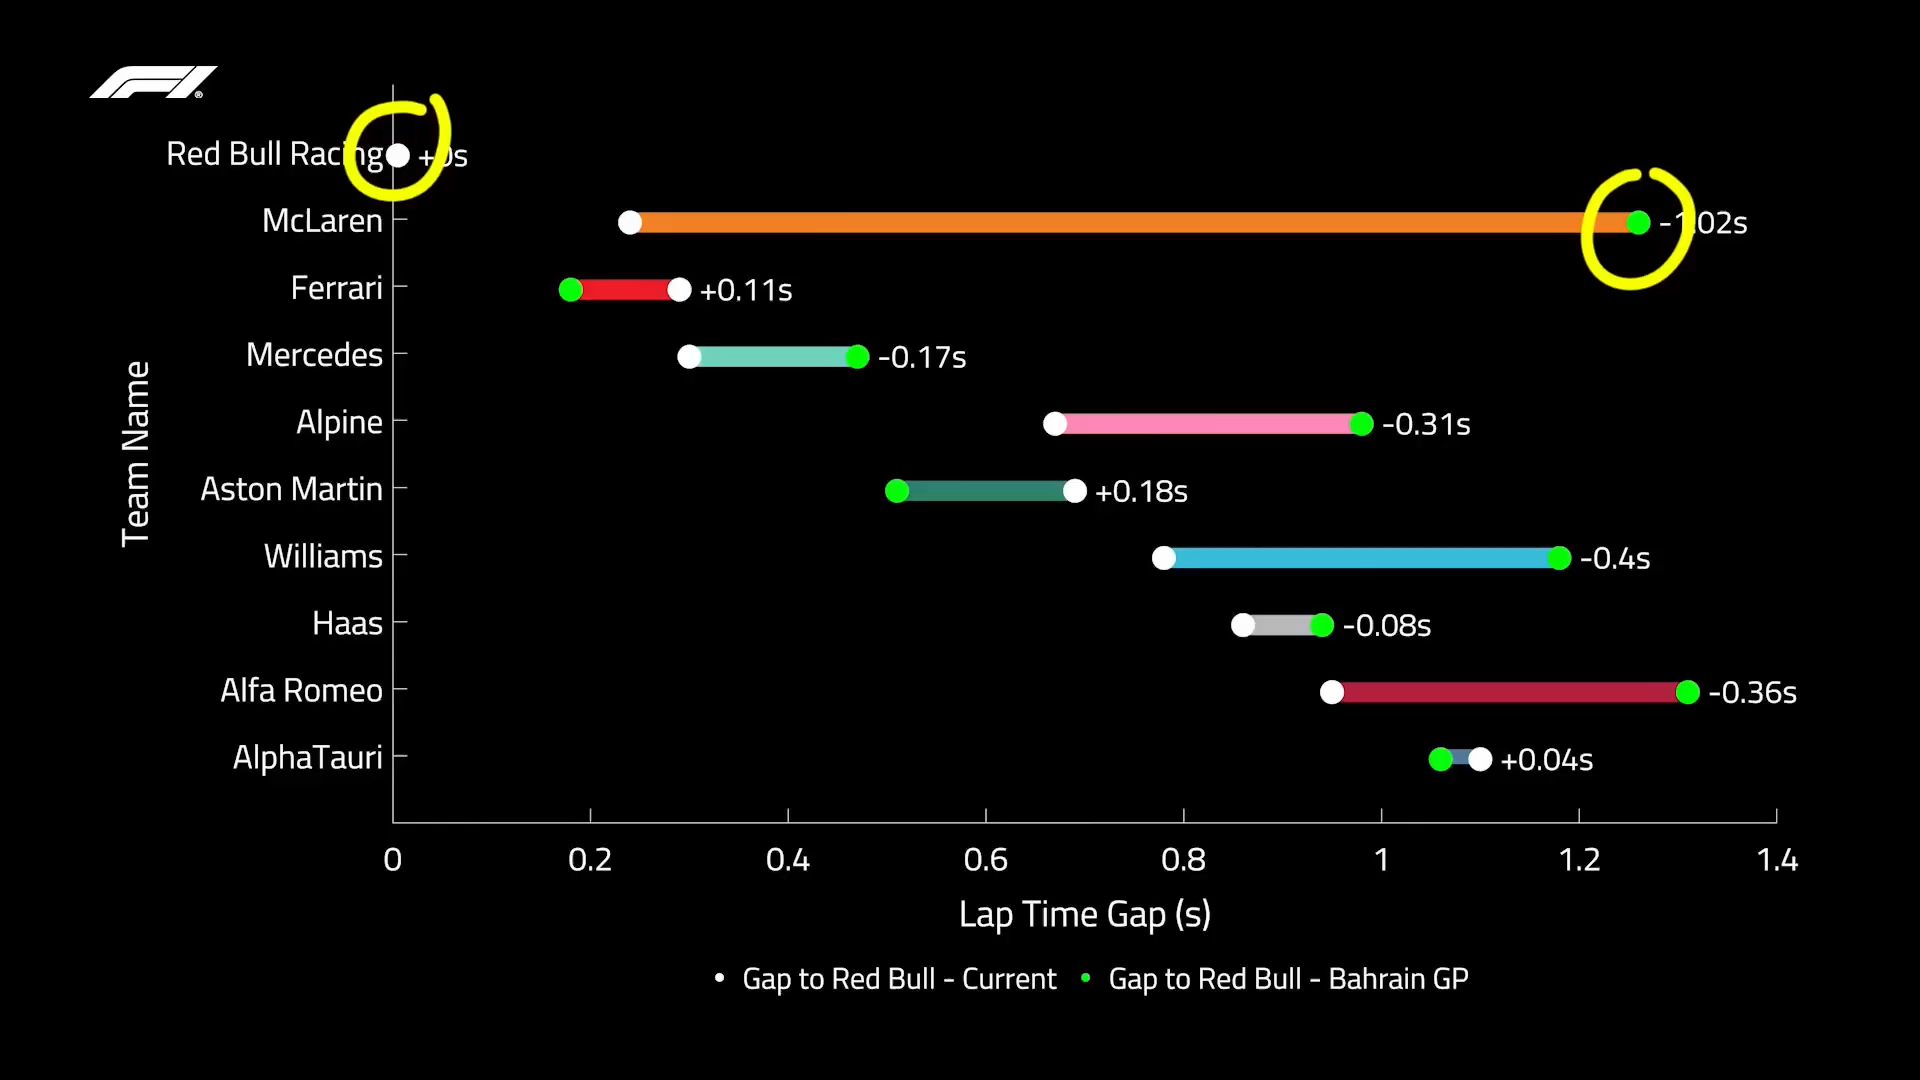 F1®
Red Bull Racing +0s
McLaren -1.02s
Ferrari +0.11s
Mercedes -0.17s
Alpine -0.31s
Aston Martin +0.18s
Williams -0.4s
Haas -0.08s
Alfa Romeo -0.36s
AlphaTauri +0.04s
Team Name
0 0.2 0.4 0.6 0.8 1 1.2 1.4
Lap Time Gap (s)
Gap to Red Bull - Current Gap to Red Bull - Bahrain GP